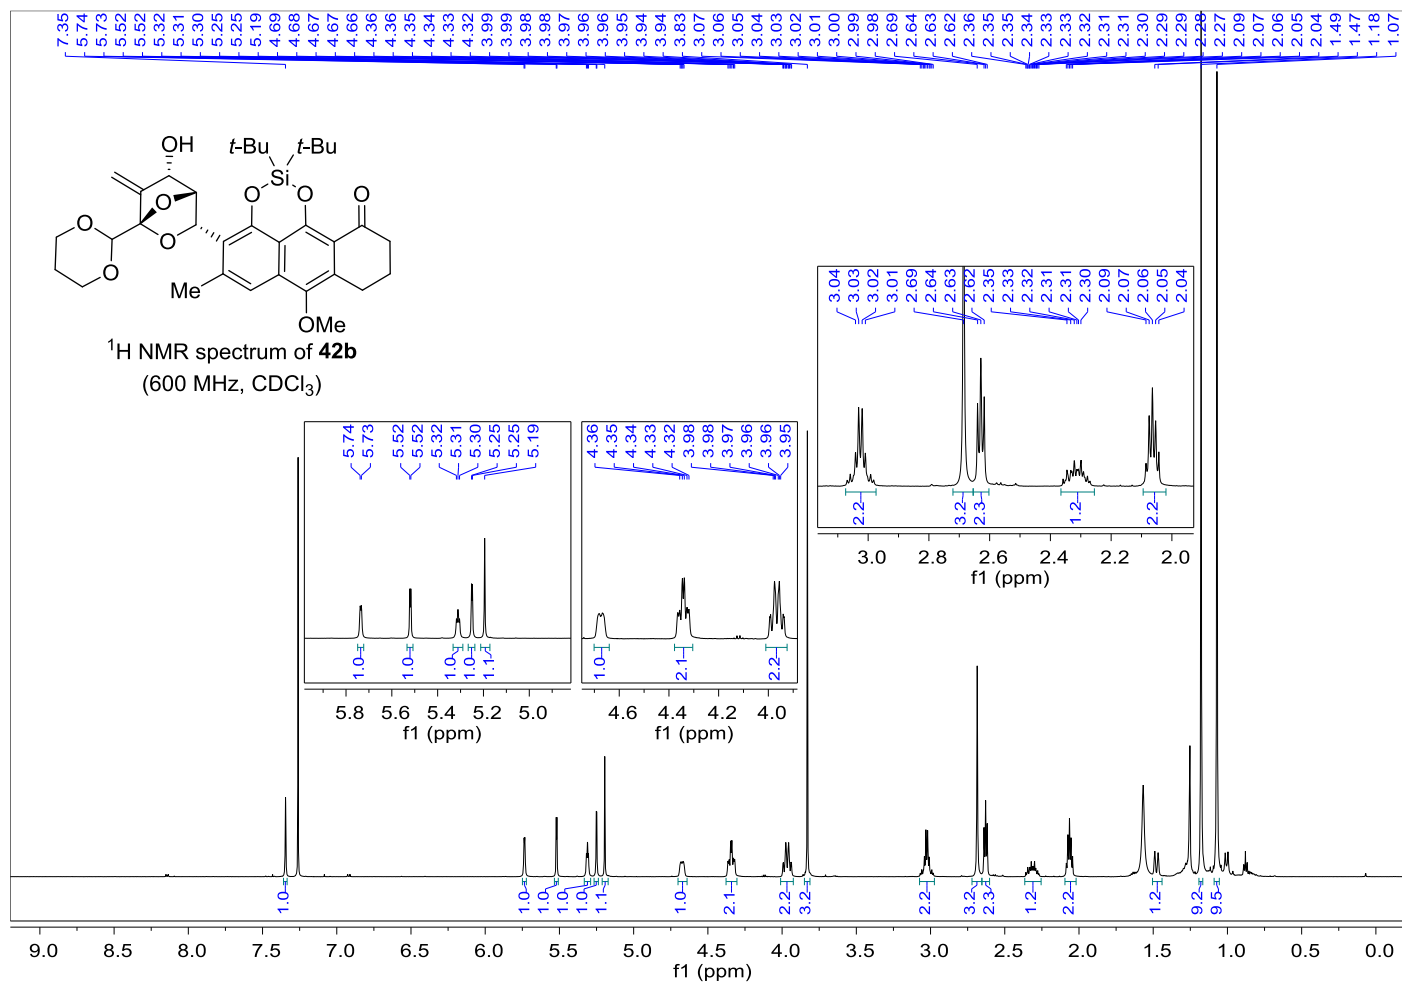 7.35 5.74 5.73 5.52 5.52 5.32 5.31 5.30 5.25 5.25 5.19 4.69 4.68 4.67 4.67 4.66 4.36 4.36 4.35 4.34 4.33 4.32 3.99 3.99 3.98 3.98 3.97 3.96 3.96 3.95 3.94 3.94 3.83 3.07 3.06 3.05 3.04 3.03 3.02 3.01 3.00 2.99 2.98 2.69 2.64 2.63 2.62 2.36 2.35 2.35 2.34 2.33 2.33 2.32 2.31 2.31 2.30 2.29 2.29 2.28 2.27 2.09 2.07 2.06 2.05 2.04 1.49 1.47 1.18 1.07
OH
t-Bu t-Bu
Si
O O O
O
O
O
O
Me
OMe
1H NMR spectrum of 42b
(600 MHz, CDCl3)
3.04 3.03 3.02 3.01 2.69 2.64 2.63 2.62 2.35 2.33 2.32 2.31 2.31 2.30 2.09 2.07 2.06 2.05 2.04
2.2 3.2 2.3 1.2 2.2
3.0 2.8 2.6 2.4 2.2 2.0
f1 (ppm)
5.74 5.73 5.52 5.52 5.32 5.31 5.30 5.25 5.25 5.19
1.0 1.0 1.0 1.0 1.1
5.8 5.6 5.4 5.2 5.0
f1 (ppm)
4.36 4.35 4.34 4.33 4.32 3.98 3.98 3.97 3.96 3.96 3.95
1.0 2.1 2.2
4.6 4.4 4.2 4.0
f1 (ppm)
1.0 1.0 1.0 1.0 1.0 1.1 1.0 2.1 2.2 3.2 2.2 3.2 2.3 1.2 2.2 1.2 9.2 9.5
9.0 8.5 8.0 7.5 7.0 6.5 6.0 5.5 5.0 4.5 4.0 3.5 3.0 2.5 2.0 1.5 1.0 0.5 0.0
f1 (ppm)